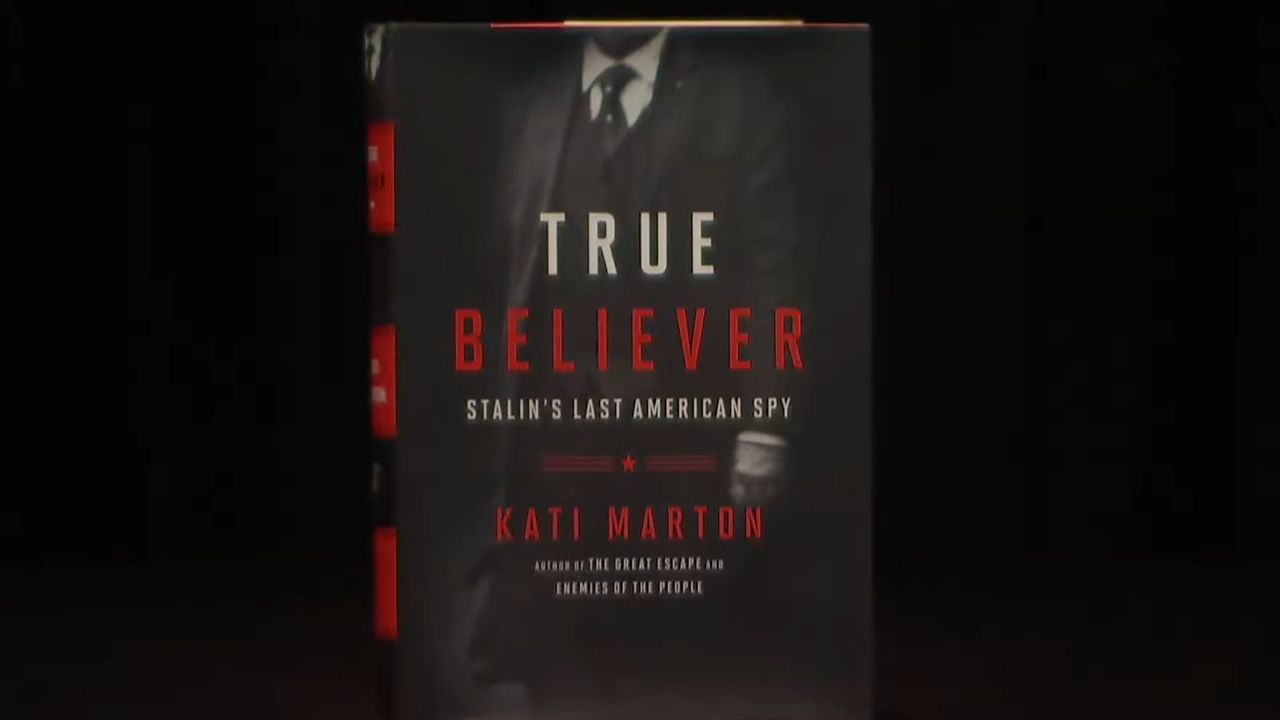 TRUE
BELIEVER
STALIN'S LAST AMERICAN SPY
KATI MARTON
AUTHOR OF THE GREAT ESCAPE AND
ENEMIES OF THE PEOPLE